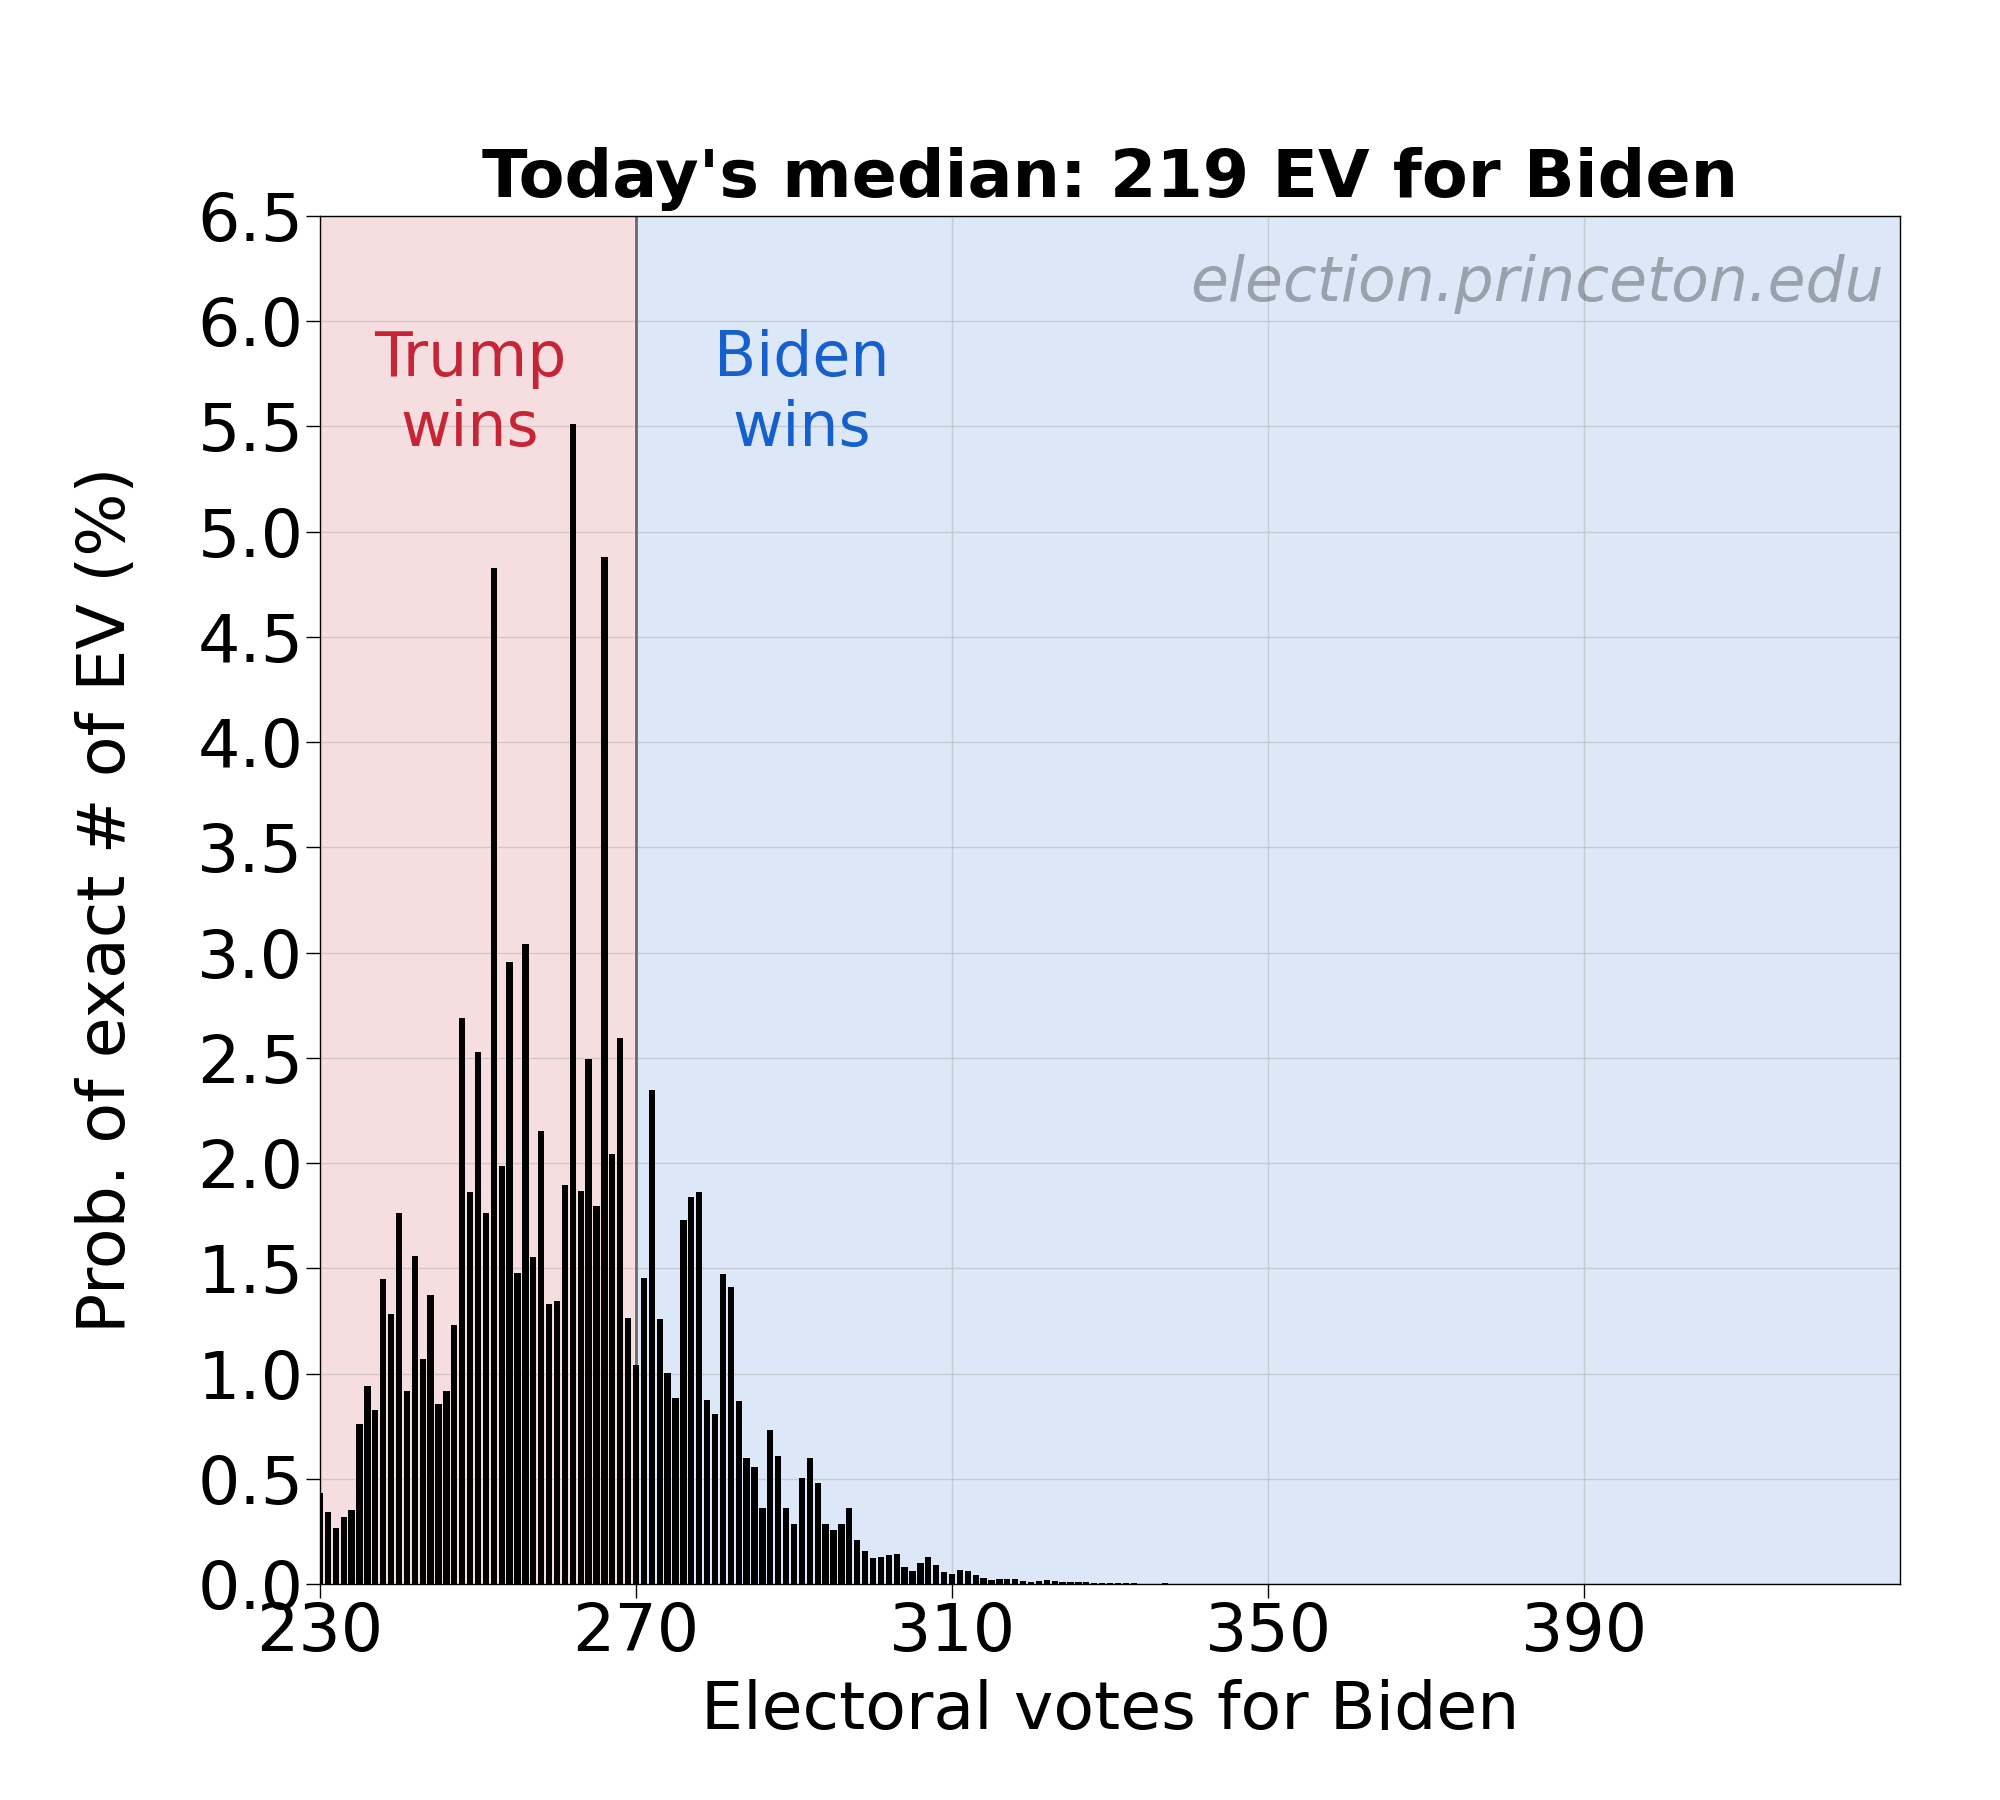 Today's median: 219 EV for Biden
election.princeton.edu
Trump
wins
Biden
wins
Prob. of exact # of EV (%)
6.5
6.0
5.5
5.0
4.5
4.0
3.5
3.0
2.5
2.0
1.5
1.0
0.5
0.0
230 270 310 350 390
Electoral votes for Biden